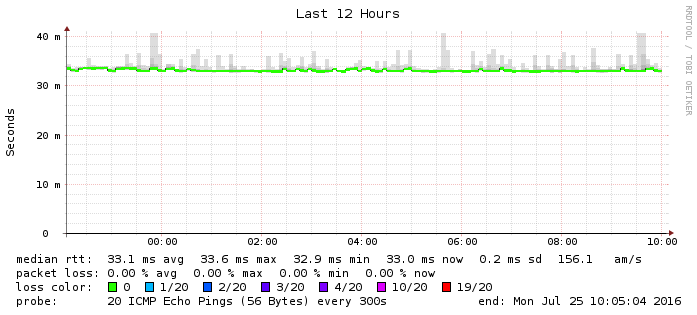 Last 12 Hours
RRDTOOL / TOBI OETIKER
Seconds
40 m
30 m
20 m
10 m
0
00:00 02:00 04:00 06:00 08:00 10:00
median rtt: 33.1 ms avg 33.6 ms max 32.9 ms min 33.0 ms now 0.2 ms sd 156.1 am/s
packet loss: 0.00 % avg 0.00 % max 0.00 % min 0.00 % now
loss color: 0 1/20 2/20 3/20 4/20 10/20 19/20
probe: 20 ICMP Echo Pings (56 Bytes) every 300s end: Mon Jul 25 10:05:04 2016